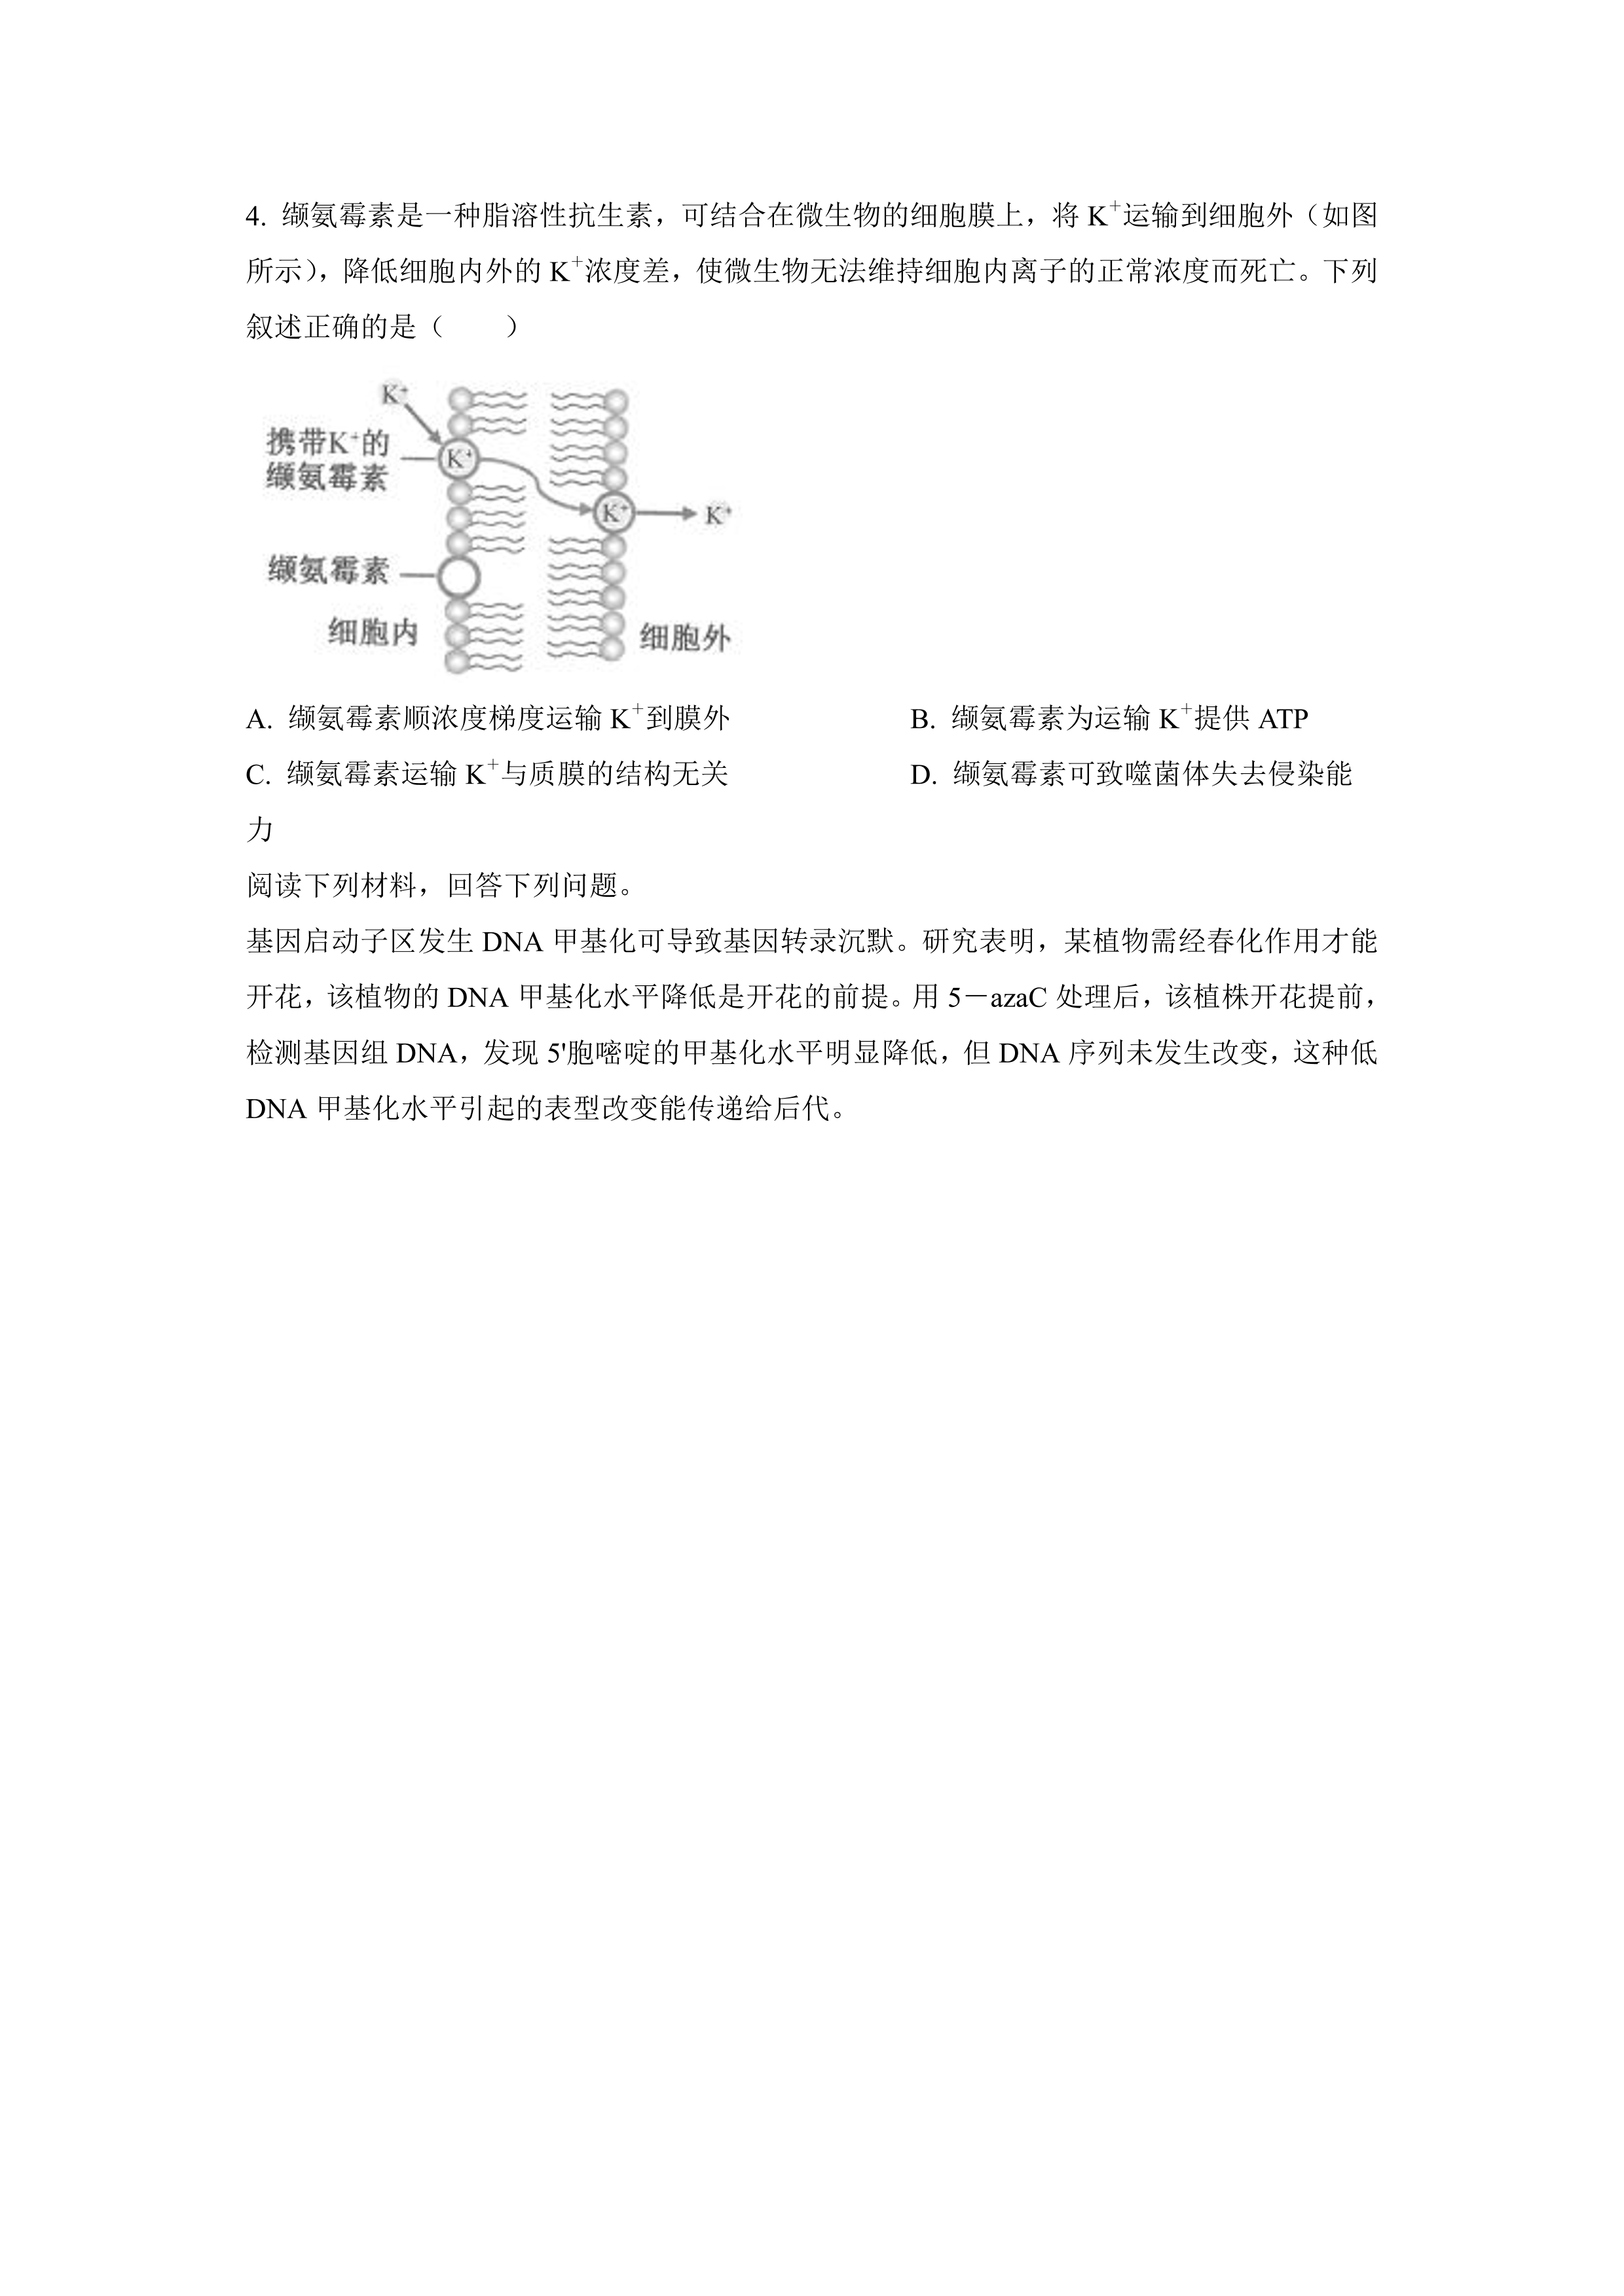 4. 缬氨霉素是一种脂溶性抗生素，可结合在微生物的细胞膜上，将 K⁺运输到细胞外（如图
所示），降低细胞内外的 K⁺浓度差，使微生物无法维持细胞内离子的正常浓度而死亡。下列
叙述正确的是（　　）
K⁺
携带K⁺的
缬氨霉素
K⁺
K⁺
K⁺
缬氨霉素
细胞内
细胞外
A. 缬氨霉素顺浓度梯度运输 K⁺到膜外 B. 缬氨霉素为运输 K⁺提供 ATP
C. 缬氨霉素运输 K⁺与质膜的结构无关 D. 缬氨霉素可致噬菌体失去侵染能
力
阅读下列材料，回答下列问题。
基因启动子区发生 DNA 甲基化可导致基因转录沉默。研究表明，某植物需经春化作用才能
开花，该植物的 DNA 甲基化水平降低是开花的前提。用 5－azaC 处理后，该植株开花提前，
检测基因组 DNA，发现 5'胞嘧啶的甲基化水平明显降低，但 DNA 序列未发生改变，这种低
DNA 甲基化水平引起的表型改变能传递给后代。